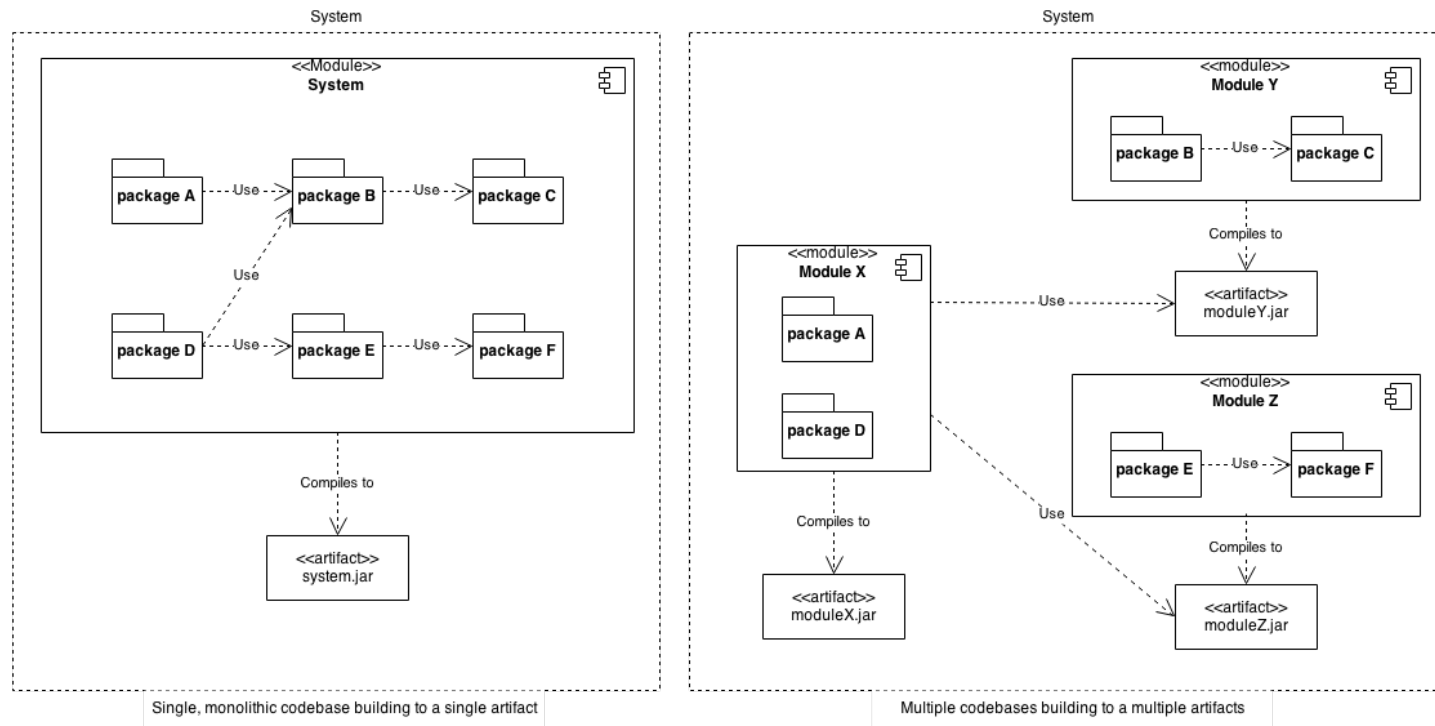 System
<<Module>>
System
package A
Use
package B
Use
package C
Use
package D
Use
package E
Use
package F
Compiles to
<<artifact>>
system.jar
Single, monolithic codebase building to a single artifact
System
<<module>>
Module Y
package B
Use
package C
Compiles to
<<artifact>>
moduleY.jar
<<module>>
Module X
package A
package D
Use
Use
Compiles to
<<artifact>>
moduleX.jar
<<module>>
Module Z
package E
Use
package F
Compiles to
<<artifact>>
moduleZ.jar
Multiple codebases building to a multiple artifacts